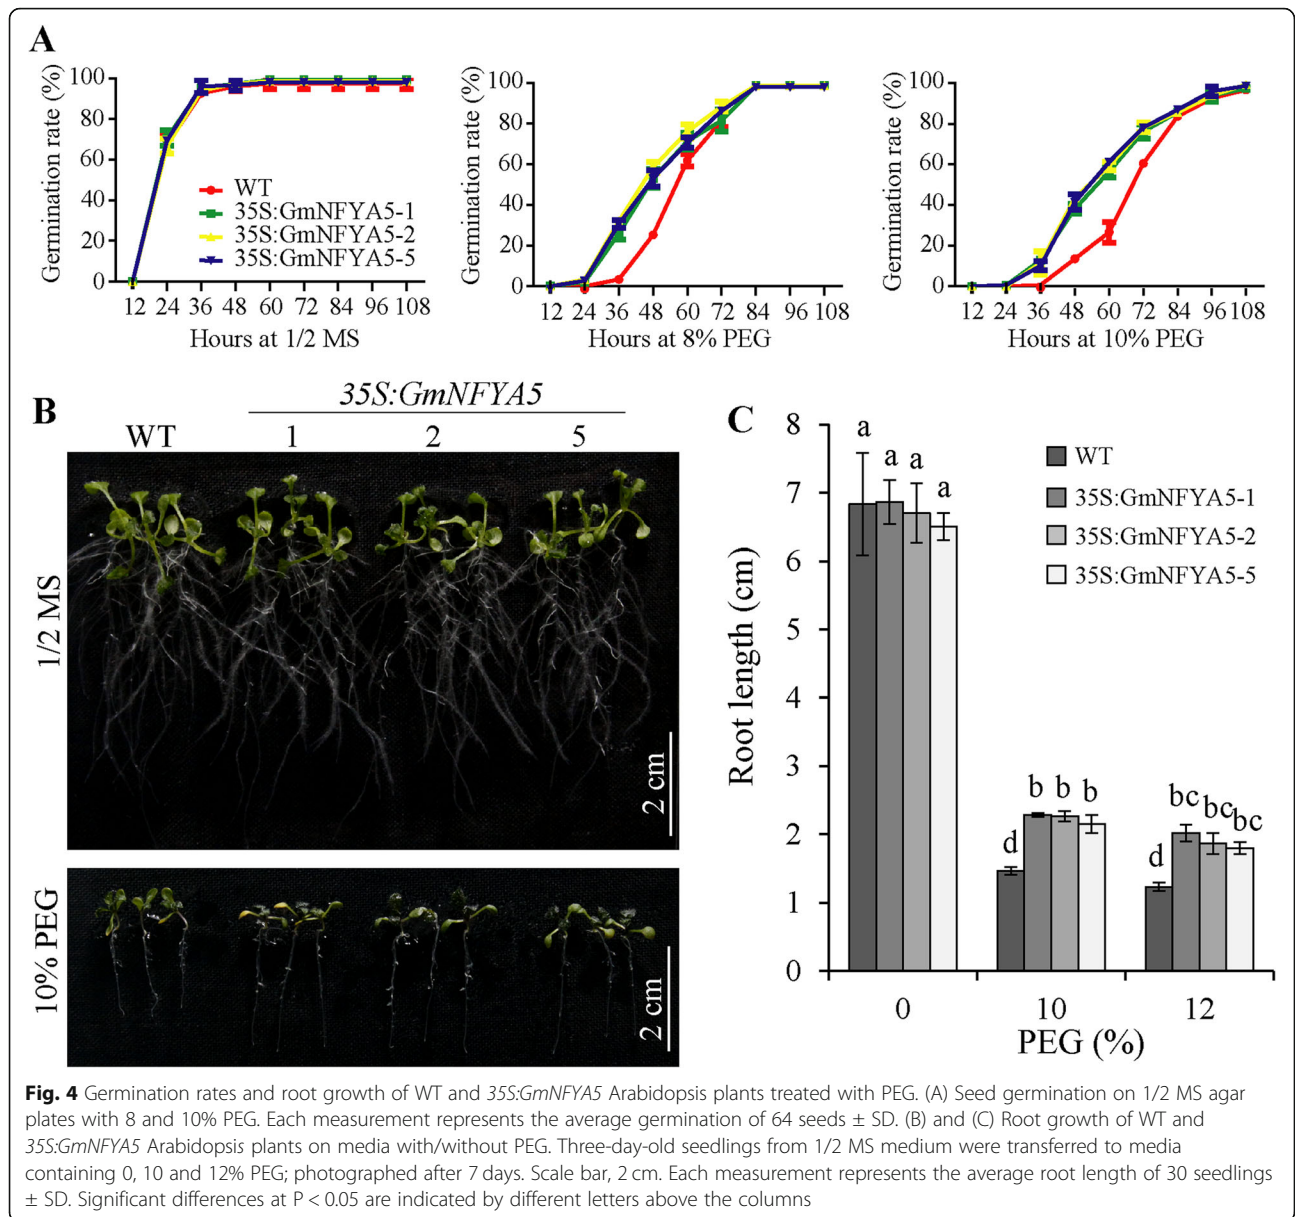 A
Germination rate (%)
100
80
60
40
20
0
WT
35S:GmNFYA5-1
35S:GmNFYA5-2
35S:GmNFYA5-5
12 24 36 48 60 72 84 96 108
Hours at 1/2 MS
Germination rate (%)
100
80
60
40
20
0
12 24 36 48 60 72 84 96 108
Hours at 8% PEG
Germination rate (%)
100
80
60
40
20
0
12 24 36 48 60 72 84 96 108
Hours at 10% PEG
B
35S:GmNFYA5
WT 1 2 5
1/2 MS
2 cm
10% PEG
2 cm
C
Root length (cm)
8
7
6
5
4
3
2
1
0
WT
35S:GmNFYA5-1
35S:GmNFYA5-2
35S:GmNFYA5-5
a a a a
d b b b
d bc bc bc
0 10 12
PEG (%)
Fig. 4 Germination rates and root growth of WT and 35S:GmNFYA5 Arabidopsis plants treated with PEG. (A) Seed germination on 1/2 MS agar
plates with 8 and 10% PEG. Each measurement represents the average germination of 64 seeds ± SD. (B) and (C) Root growth of WT and
35S:GmNFYA5 Arabidopsis plants on media with/without PEG. Three-day-old seedlings from 1/2 MS medium were transferred to media
containing 0, 10 and 12% PEG; photographed after 7 days. Scale bar, 2 cm. Each measurement represents the average root length of 30 seedlings
± SD. Significant differences at P < 0.05 are indicated by different letters above the columns